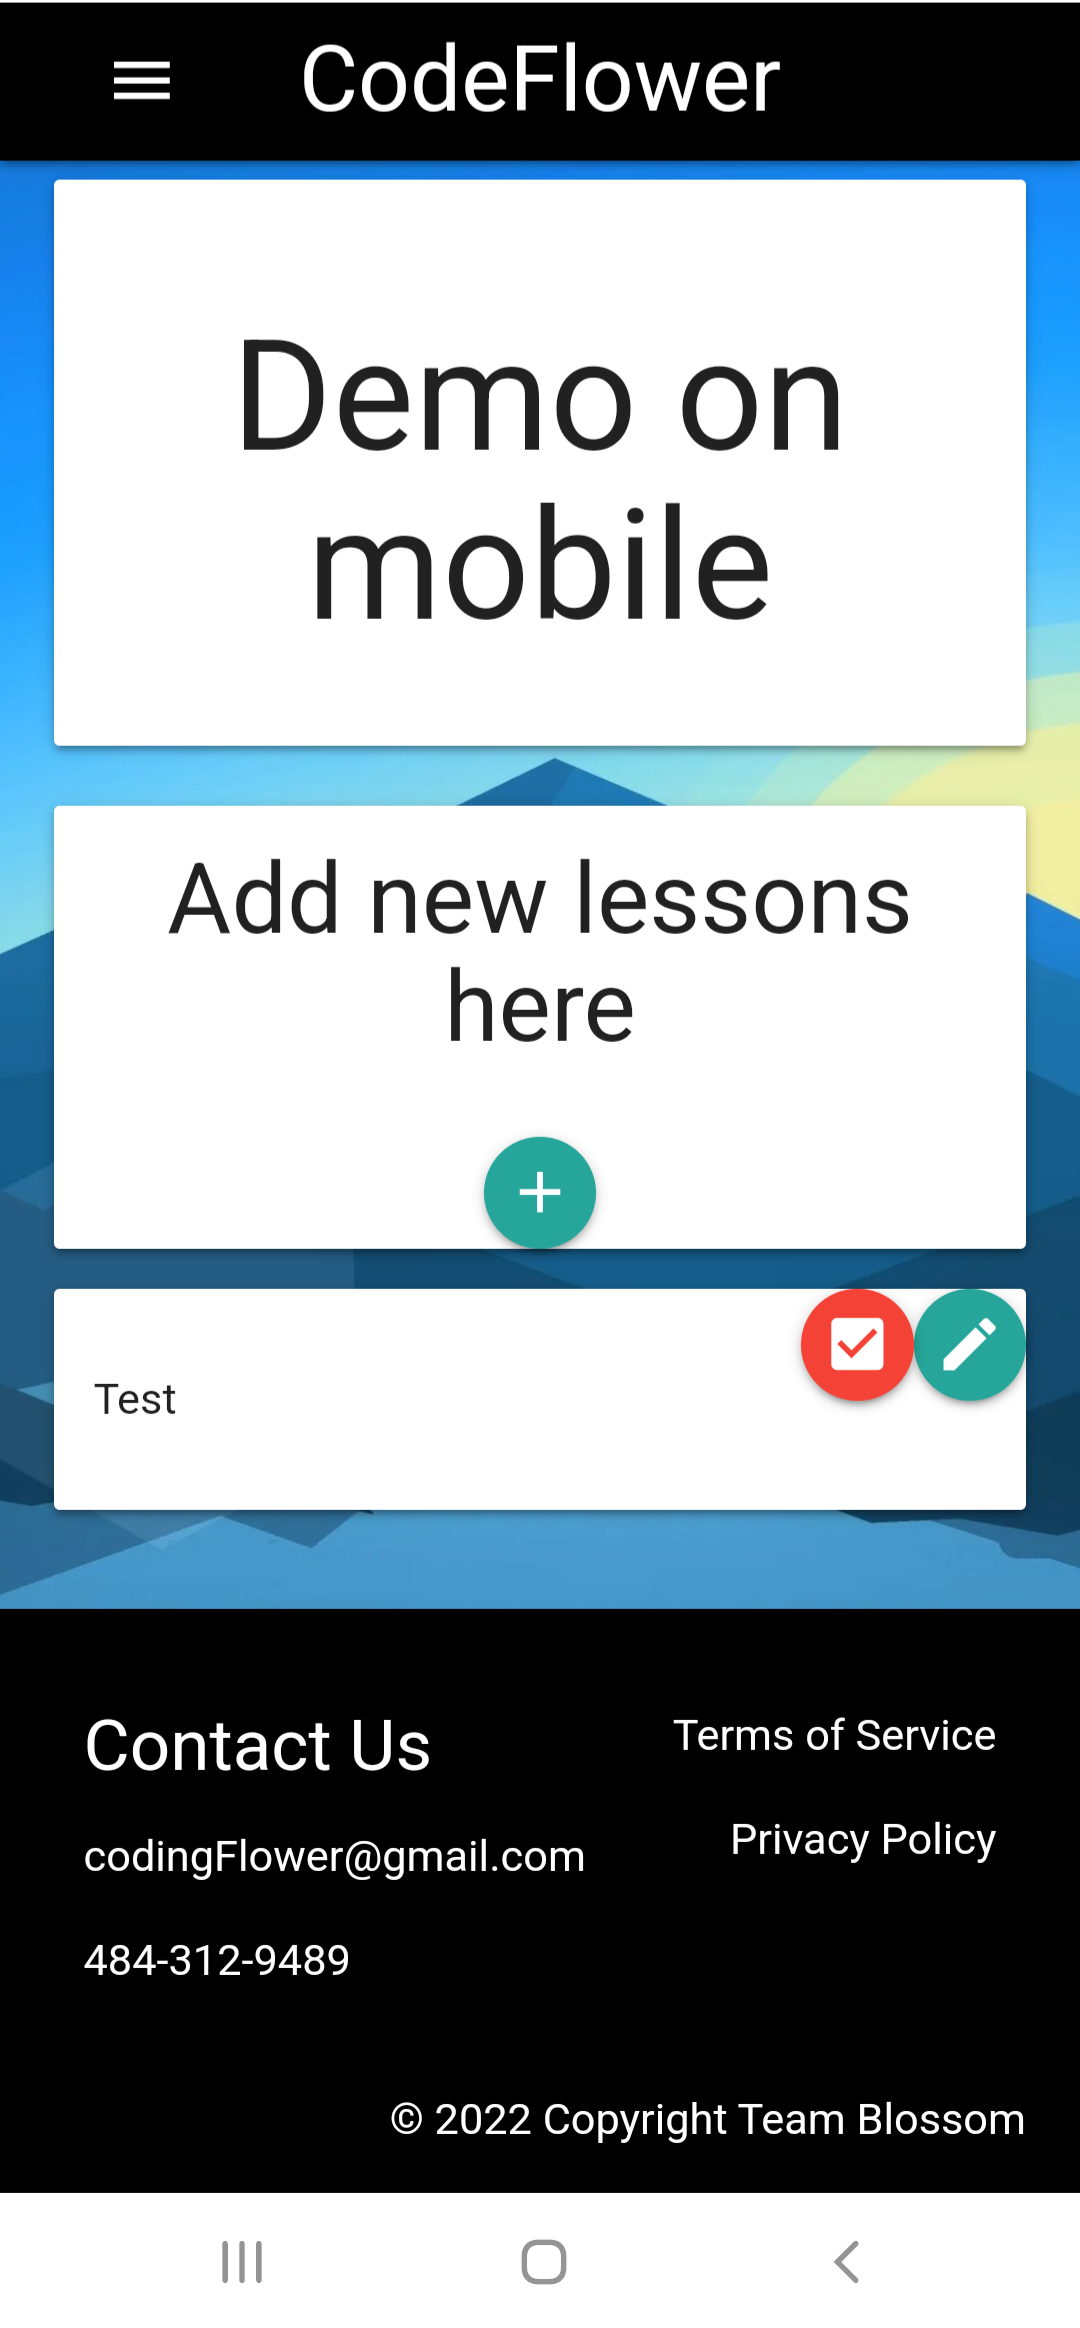 CodeFlower
Demo on
mobile
Add new lessons
here
Test
Contact Us
codingFlower@gmail.com
484-312-9489
Terms of Service
Privacy Policy
© 2022 Copyright Team Blossom